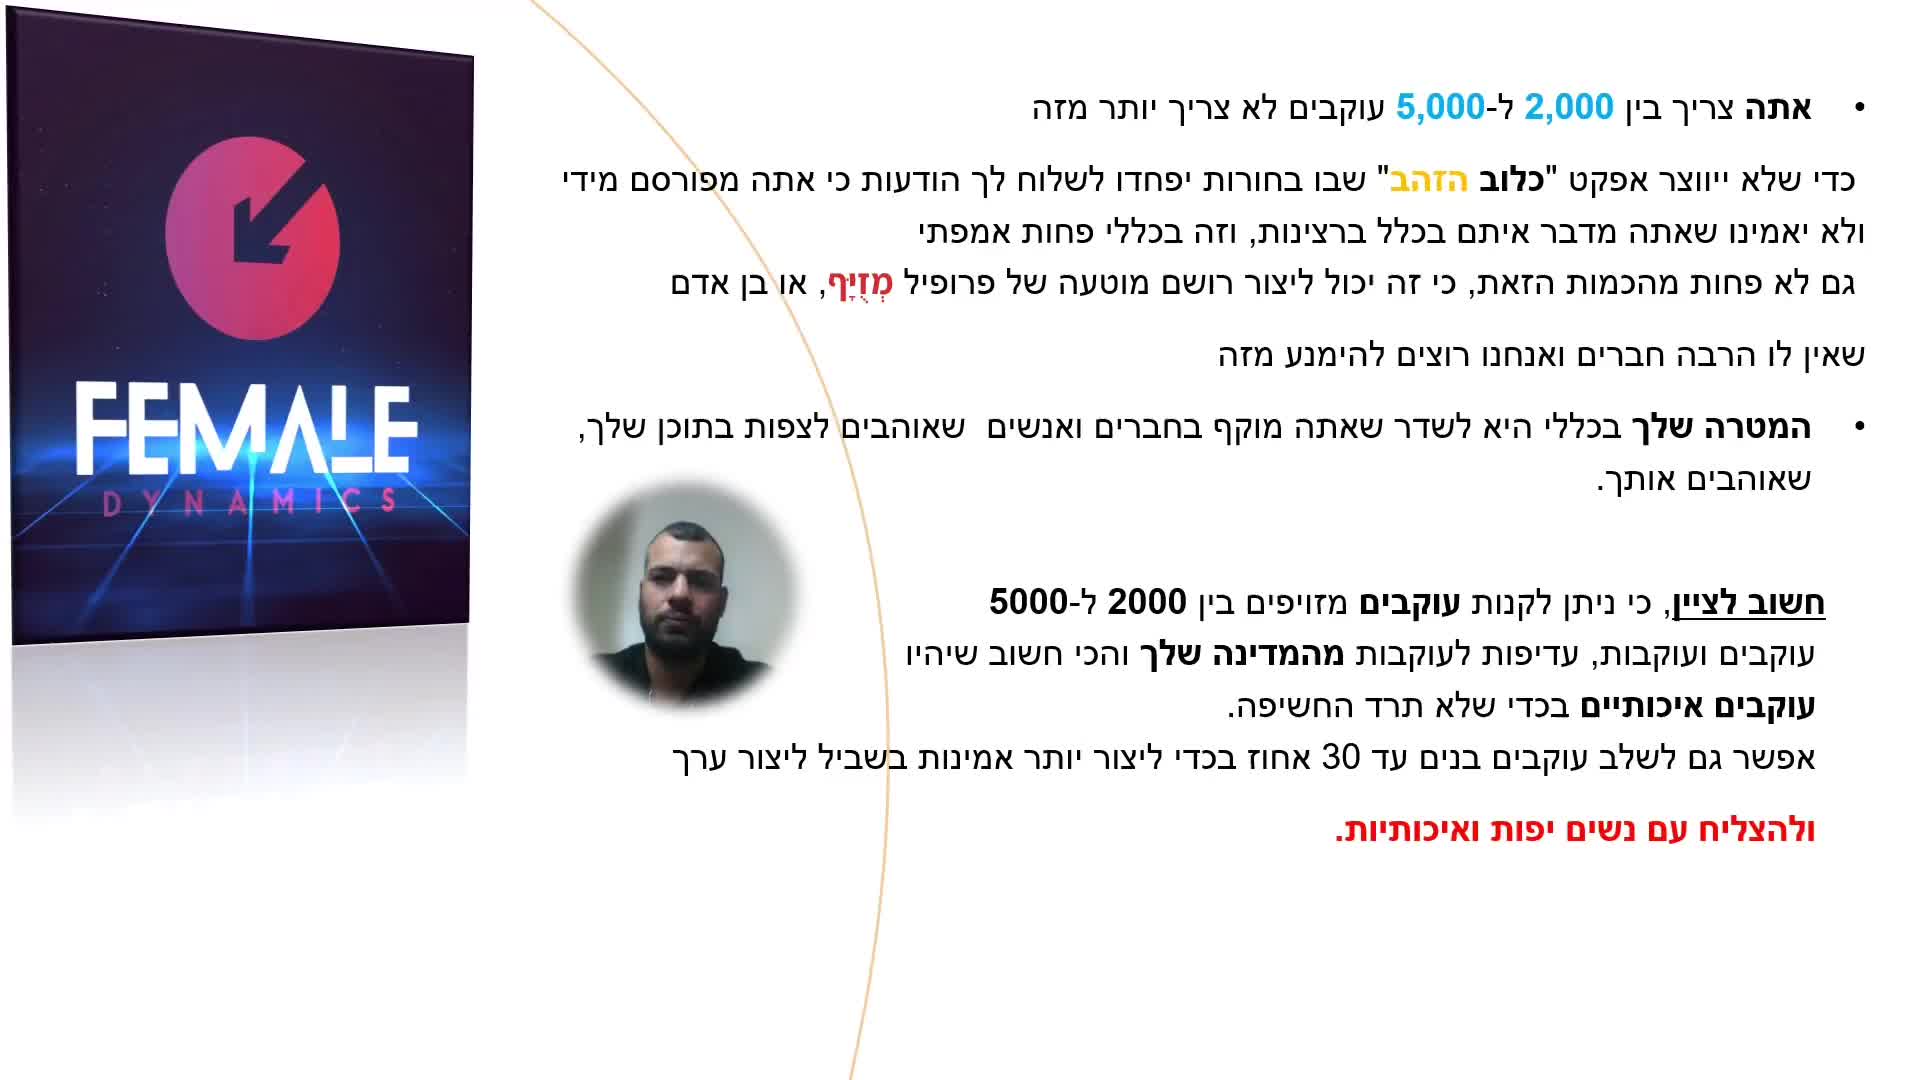 FEMALE
DYNAMICS
• אתה צריך בין 2,000 ל-5,000 עוקבים לא צריך יותר מזה
כדי שלא ייווצר אפקט "כלוב הזהב" שבו בחורות יפחדו לשלוח לך הודעות כי אתה מפורסם מידי
ולא יאמינו שאתה מדבר איתם בכלל ברצינות, וזה בכללי פחות אמפתי
גם לא פחות מהכמות הזאת, כי זה יכול ליצור רושם מוטעה של פרופיל מְזֻיָּף, או בן אדם
שאין לו הרבה חברים ואנחנו רוצים להימנע מזה
• המטרה שלך בכללי היא לשדר שאתה מוקף בחברים ואנשים שאוהבים לצפות בתוכן שלך,
שאוהבים אותך.
חשוב לציין, כי ניתן לקנות עוקבים מזויפים בין 2000 ל-5000
עוקבים ועוקבות, עדיפות לעוקבות מהמדינה שלך והכי חשוב שיהיו
עוקבים איכותיים בכדי שלא תרד החשיפה.
אפשר גם לשלב עוקבים בנים עד 30 אחוז בכדי ליצור יותר אמינות בשביל ליצור ערך
ולהצליח עם נשים יפות ואיכותיות.